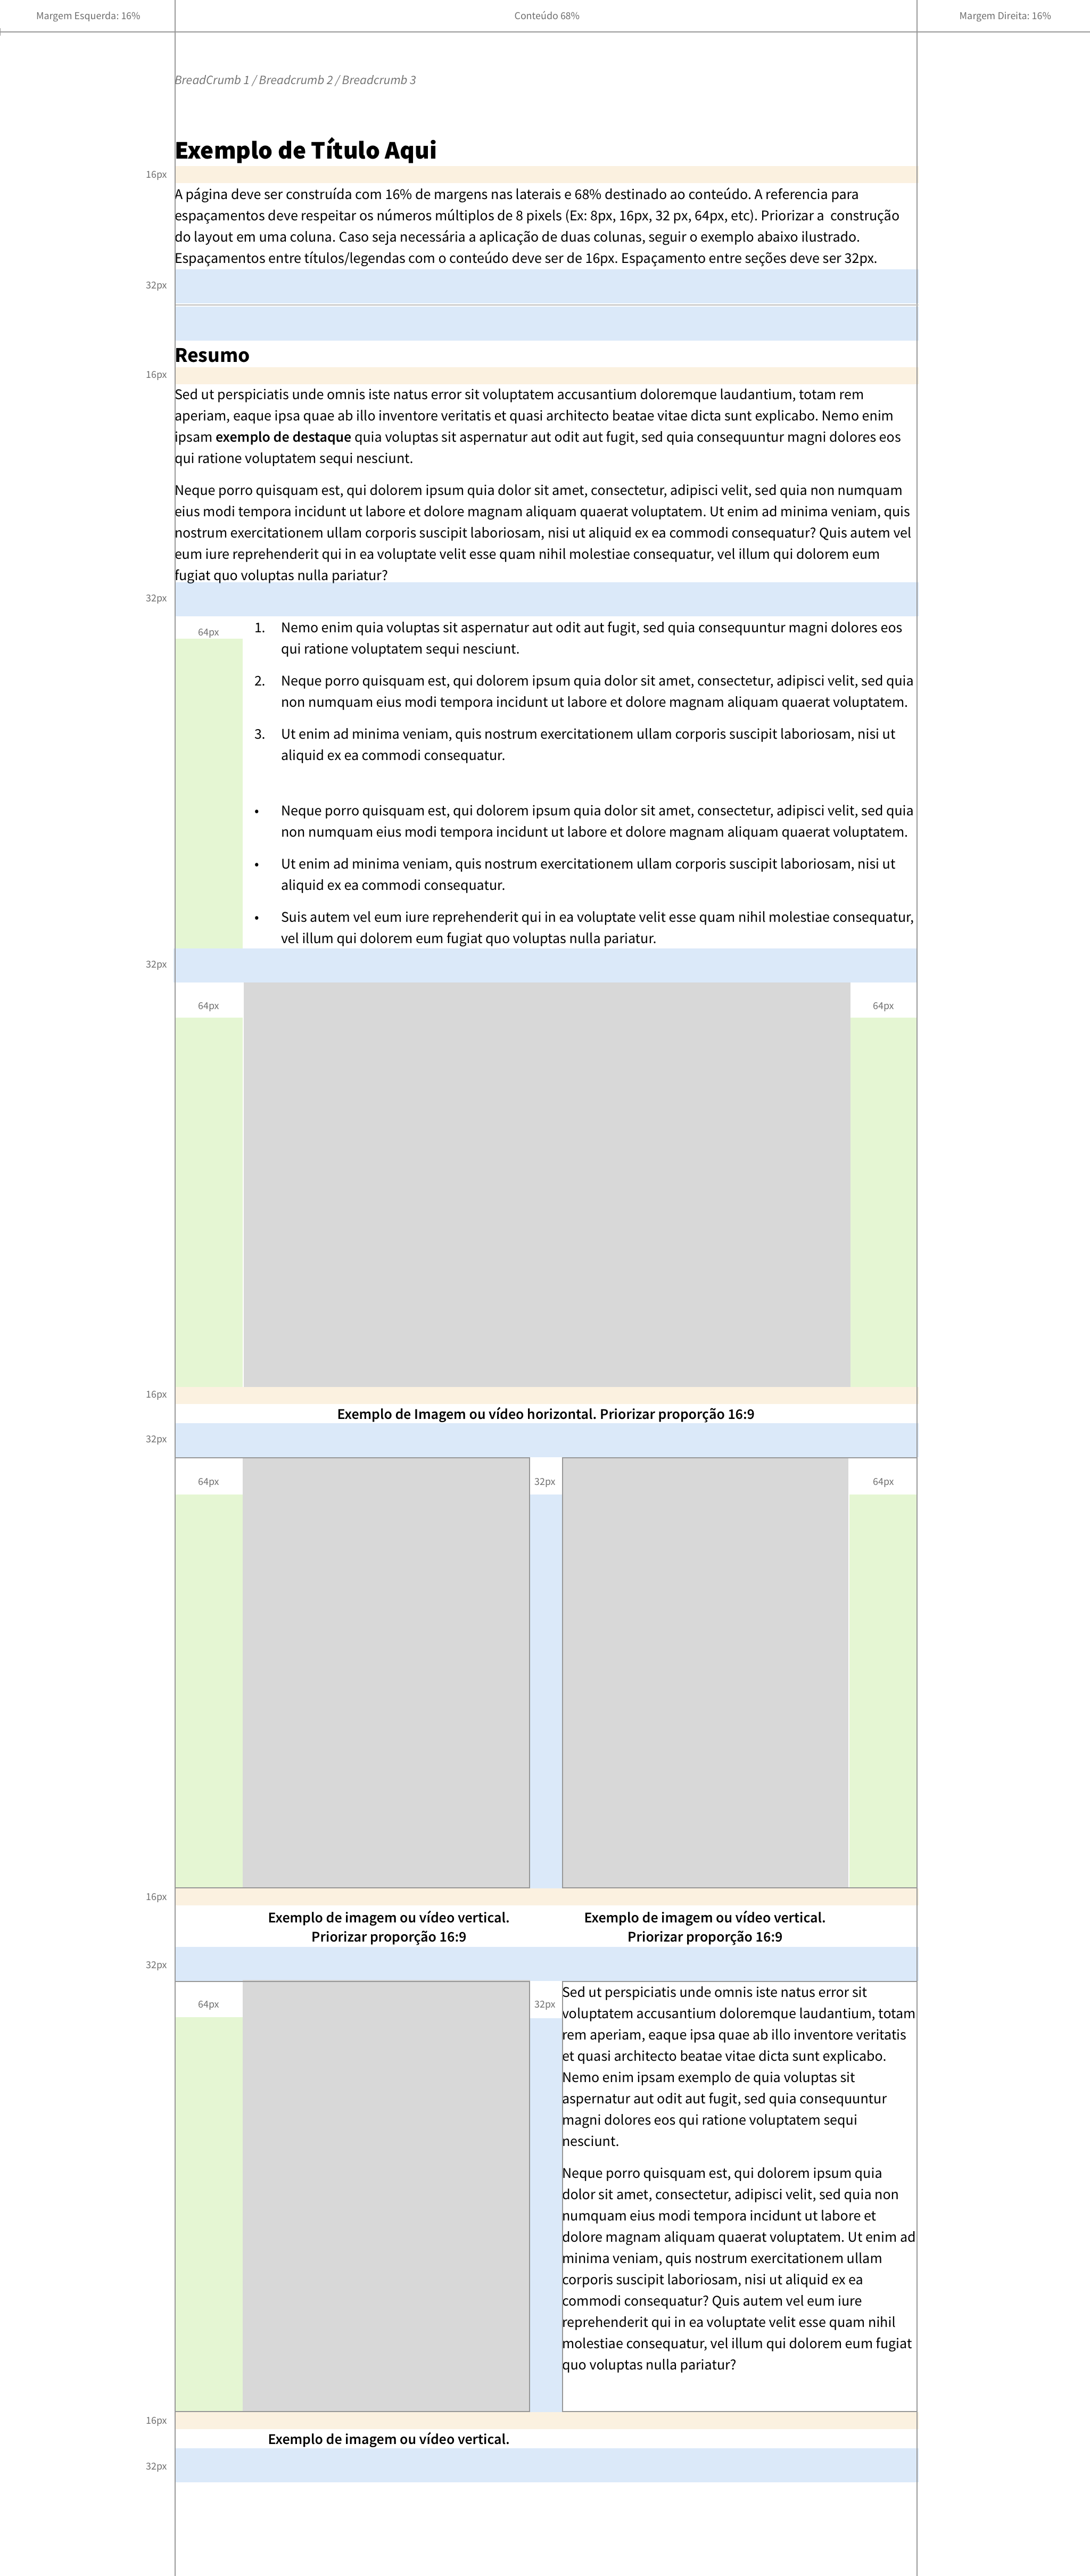 Margem Esquerda: 16%
Conteúdo 68%
Margem Direita: 16%
BreadCrumb 1 / Breadcrumb 2 / Breadcrumb 3
Exemplo de Título Aqui
16px
A página deve ser construída com 16% de margens nas laterais e 68% destinado ao conteúdo. A referencia para
espaçamentos deve respeitar os números múltiplos de 8 pixels (Ex: 8px, 16px, 32 px, 64px, etc). Priorizar a  construção
do layout em uma coluna. Caso seja necessária a aplicação de duas colunas, seguir o exemplo abaixo ilustrado.
Espaçamentos entre títulos/legendas com o conteúdo deve ser de 16px. Espaçamento entre seções deve ser 32px.
32px
Resumo
16px
Sed ut perspiciatis unde omnis iste natus error sit voluptatem accusantium doloremque laudantium, totam rem
aperiam, eaque ipsa quae ab illo inventore veritatis et quasi architecto beatae vitae dicta sunt explicabo. Nemo enim
ipsam exemplo de destaque quia voluptas sit aspernatur aut odit aut fugit, sed quia consequuntur magni dolores eos
qui ratione voluptatem sequi nesciunt.
Neque porro quisquam est, qui dolorem ipsum quia dolor sit amet, consectetur, adipisci velit, sed quia non numquam
eius modi tempora incidunt ut labore et dolore magnam aliquam quaerat voluptatem. Ut enim ad minima veniam, quis
nostrum exercitationem ullam corporis suscipit laboriosam, nisi ut aliquid ex ea commodi consequatur? Quis autem vel
eum iure reprehenderit qui in ea voluptate velit esse quam nihil molestiae consequatur, vel illum qui dolorem eum
fugiat quo voluptas nulla pariatur?
32px
64px
1. Nemo enim quia voluptas sit aspernatur aut odit aut fugit, sed quia consequuntur magni dolores eos
qui ratione voluptatem sequi nesciunt.
2. Neque porro quisquam est, qui dolorem ipsum quia dolor sit amet, consectetur, adipisci velit, sed quia
non numquam eius modi tempora incidunt ut labore et dolore magnam aliquam quaerat voluptatem.
3. Ut enim ad minima veniam, quis nostrum exercitationem ullam corporis suscipit laboriosam, nisi ut
aliquid ex ea commodi consequatur.
• Neque porro quisquam est, qui dolorem ipsum quia dolor sit amet, consectetur, adipisci velit, sed quia
non numquam eius modi tempora incidunt ut labore et dolore magnam aliquam quaerat voluptatem.
• Ut enim ad minima veniam, quis nostrum exercitationem ullam corporis suscipit laboriosam, nisi ut
aliquid ex ea commodi consequatur.
• Suis autem vel eum iure reprehenderit qui in ea voluptate velit esse quam nihil molestiae consequatur,
vel illum qui dolorem eum fugiat quo voluptas nulla pariatur.
32px
64px
64px
16px
Exemplo de Imagem ou vídeo horizontal. Priorizar proporção 16:9
32px
64px
32px
64px
16px
Exemplo de imagem ou vídeo vertical.
Priorizar proporção 16:9
Exemplo de imagem ou vídeo vertical.
Priorizar proporção 16:9
32px
64px
32px
Sed ut perspiciatis unde omnis iste natus error sit
voluptatem accusantium doloremque laudantium, totam
rem aperiam, eaque ipsa quae ab illo inventore veritatis
et quasi architecto beatae vitae dicta sunt explicabo.
Nemo enim ipsam exemplo de quia voluptas sit
aspernatur aut odit aut fugit, sed quia consequuntur
magni dolores eos qui ratione voluptatem sequi
nesciunt.
Neque porro quisquam est, qui dolorem ipsum quia
dolor sit amet, consectetur, adipisci velit, sed quia non
numquam eius modi tempora incidunt ut labore et
dolore magnam aliquam quaerat voluptatem. Ut enim ad
minima veniam, quis nostrum exercitationem ullam
corporis suscipit laboriosam, nisi ut aliquid ex ea
commodi consequatur? Quis autem vel eum iure
reprehenderit qui in ea voluptate velit esse quam nihil
molestiae consequatur, vel illum qui dolorem eum fugiat
quo voluptas nulla pariatur?
16px
Exemplo de imagem ou vídeo vertical.
32px